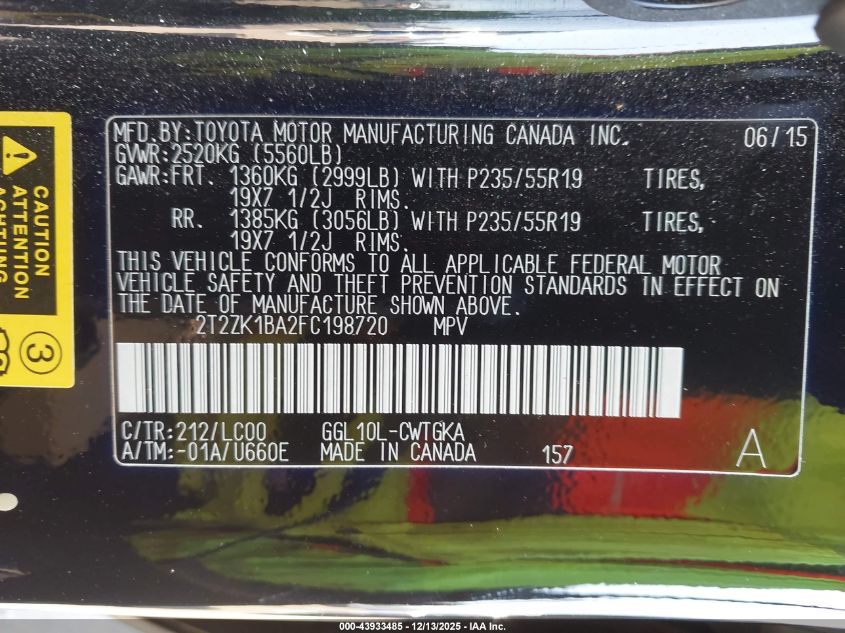 MFD.BY:TOYOTA MOTOR MANUFACTURING CANADA INC. 06/15
GVWR:2520KG (5560LB)
GAWR:FRT. 1360KG (2999LB) WITH P235/55R19 TIRES,
19X7 1/2J RIMS.
RR. 1385KG (3056LB) WITH P235/55R19 TIRES,
19X7 1/2J RIMS.
THIS VEHICLE CONFORMS TO ALL APPLICABLE FEDERAL MOTOR
VEHICLE SAFETY AND THEFT PREVENTION STANDARDS IN EFFECT ON
THE DATE OF MANUFACTURE SHOWN ABOVE.
2T2ZK1BA2FC198720 MPV
C/TR:212/LC00 GGL10L-CWTGKA
A/TM:-01A/U660E MADE IN CANADA 157 A
CAUTION
ATTENTION
ACHTUNG
3
000-43933485 - 12/13/2025 - IAA Inc.